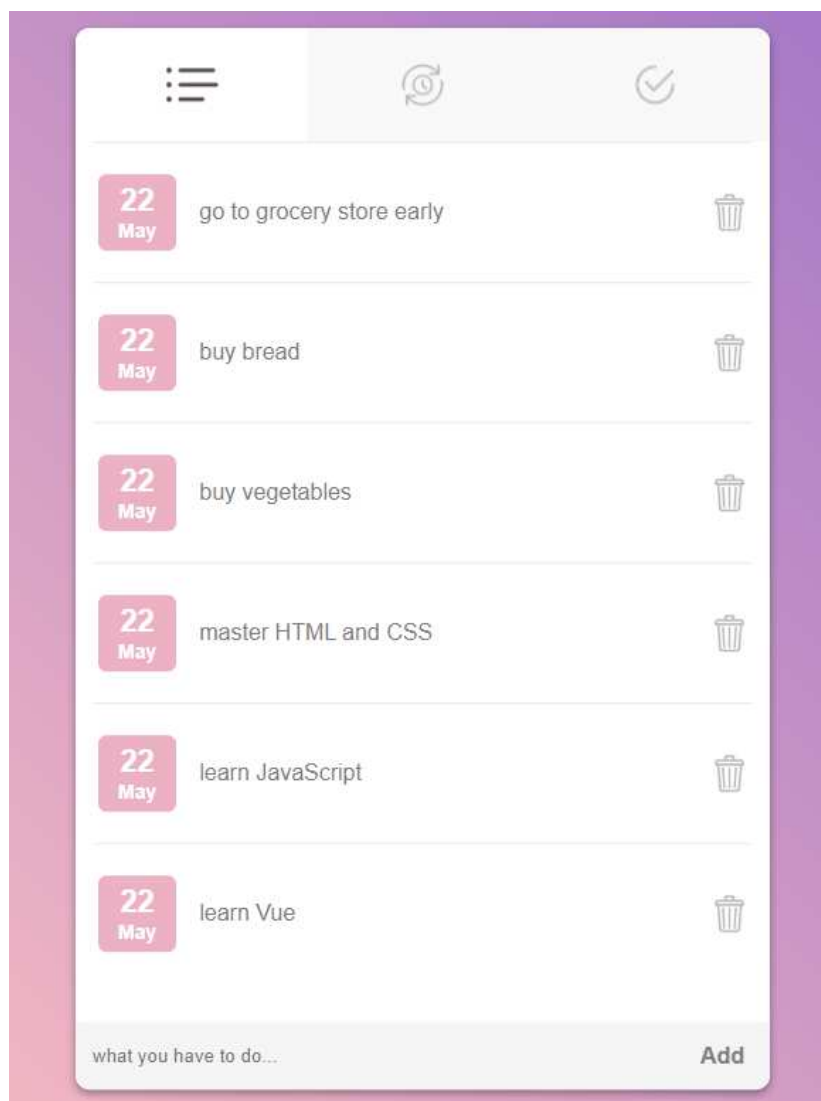 22
May
go to grocery store early
22
May
buy bread
22
May
buy vegetables
22
May
master HTML and CSS
22
May
learn JavaScript
22
May
learn Vue
what you have to do...
Add